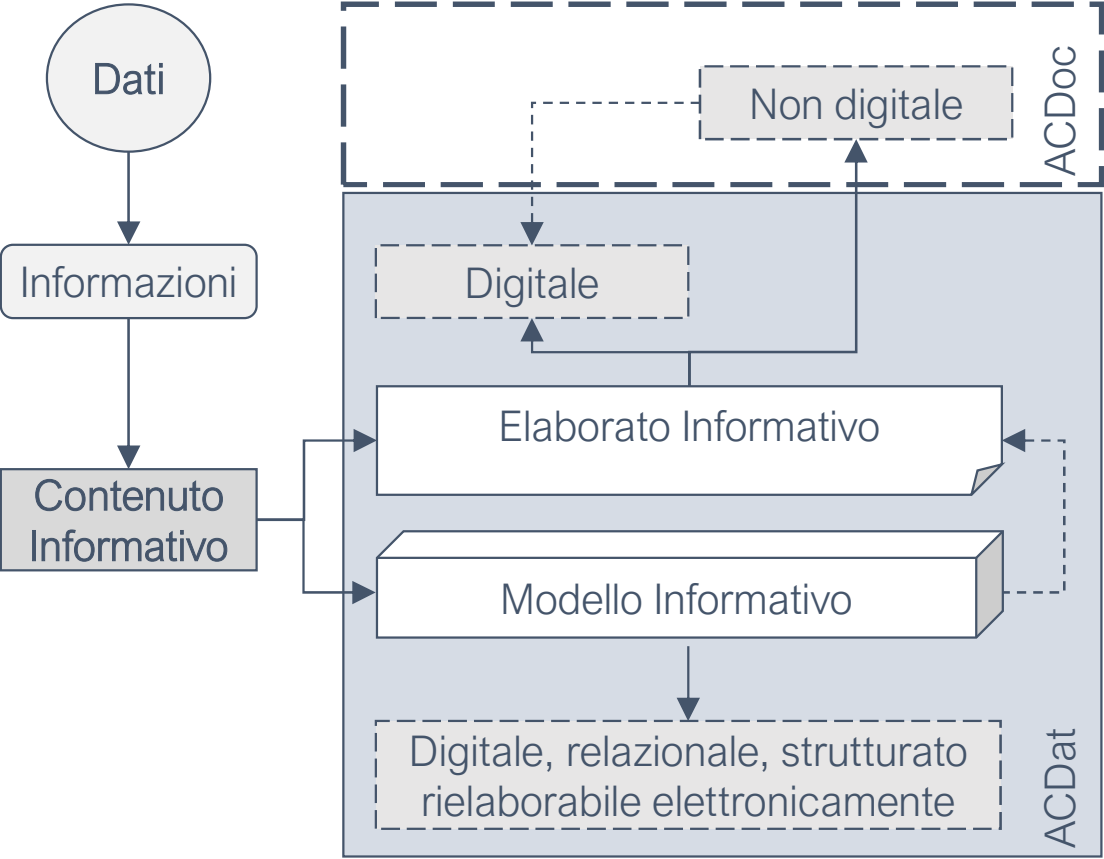 Dati
Informazioni
Contenuto
Informativo
Non digitale
ACDoc
Digitale
Elaborato Informativo
Modello Informativo
Digitale, relazionale, strutturato
rielaborabile elettronicamente
ACDat